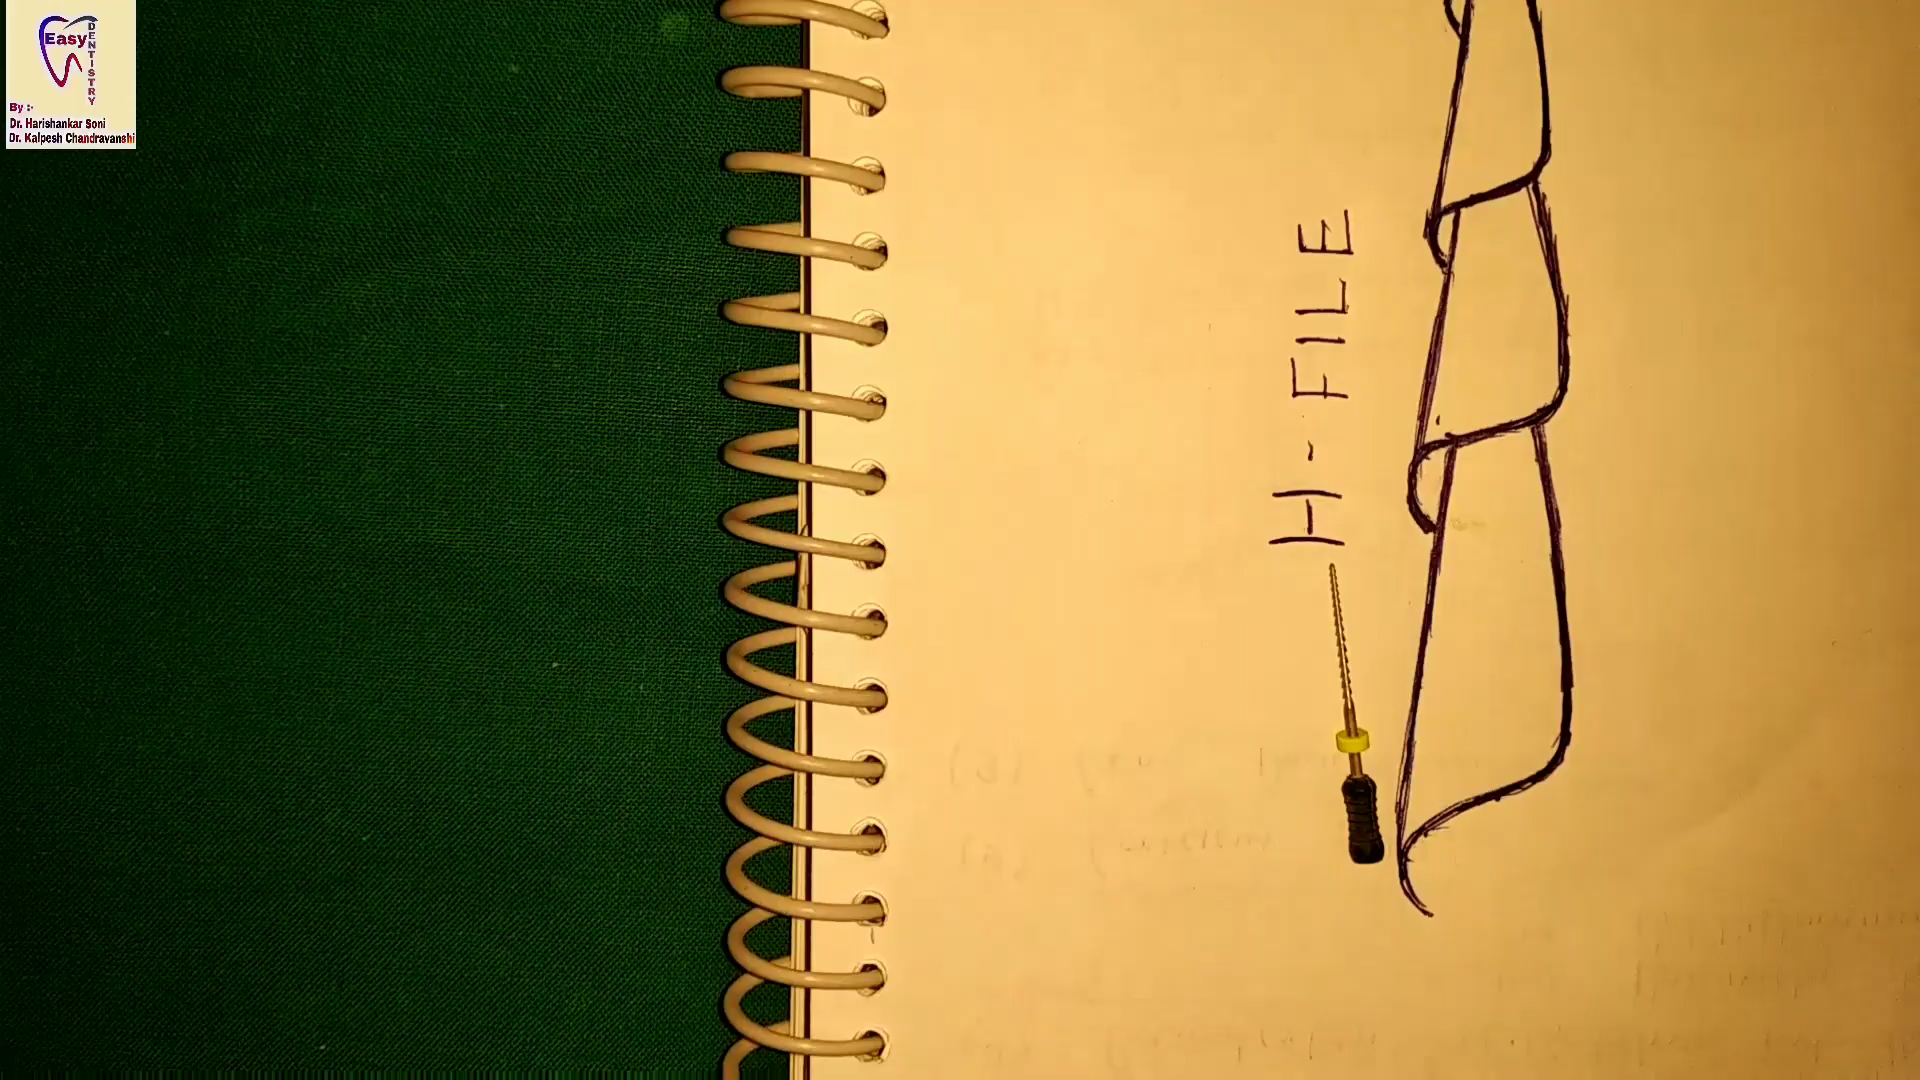 Easy
DENTISTRY
By :-
Dr. Harishankar Soni
Dr. Kalpesh Chandravanshi
H - FILE